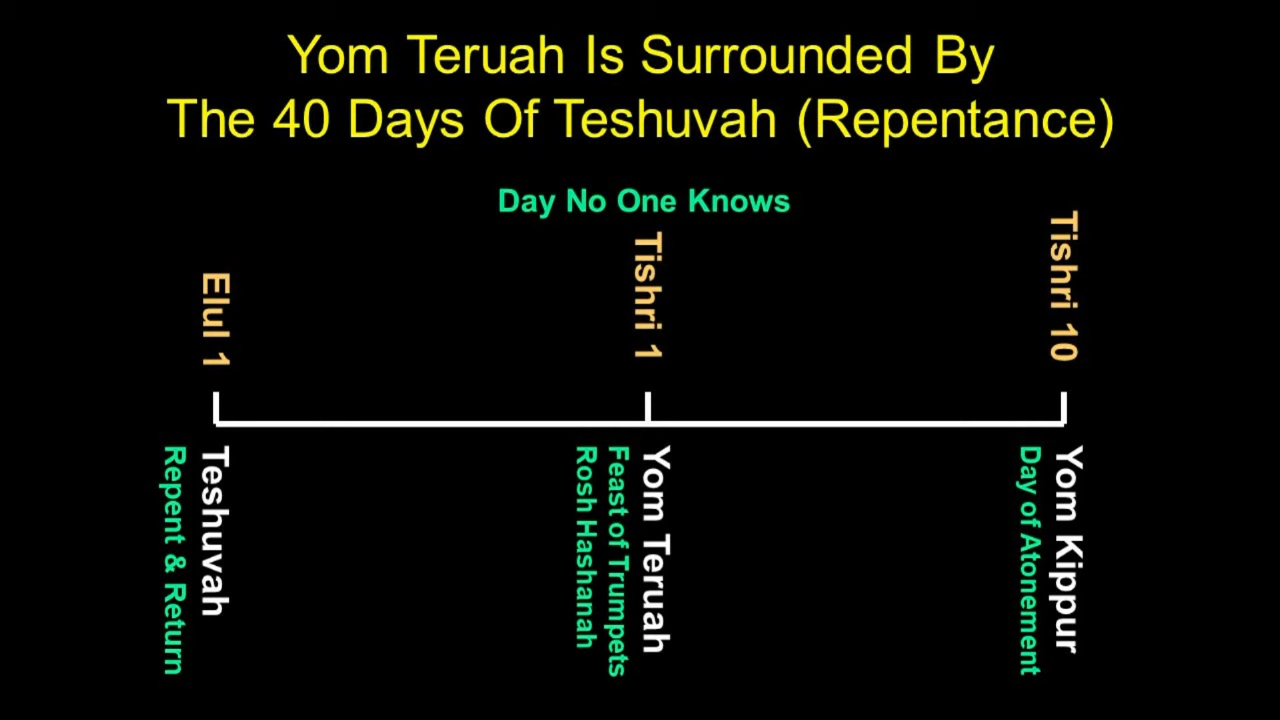 Yom Teruah Is Surrounded By
The 40 Days Of Teshuvah (Repentance)
Day No One Knows
Elul 1
Tishri 1
Tishri 10
Teshuvah
Repent & Return
Yom Teruah
Feast of Trumpets
Rosh Hashanah
Yom Kippur
Day of Atonement